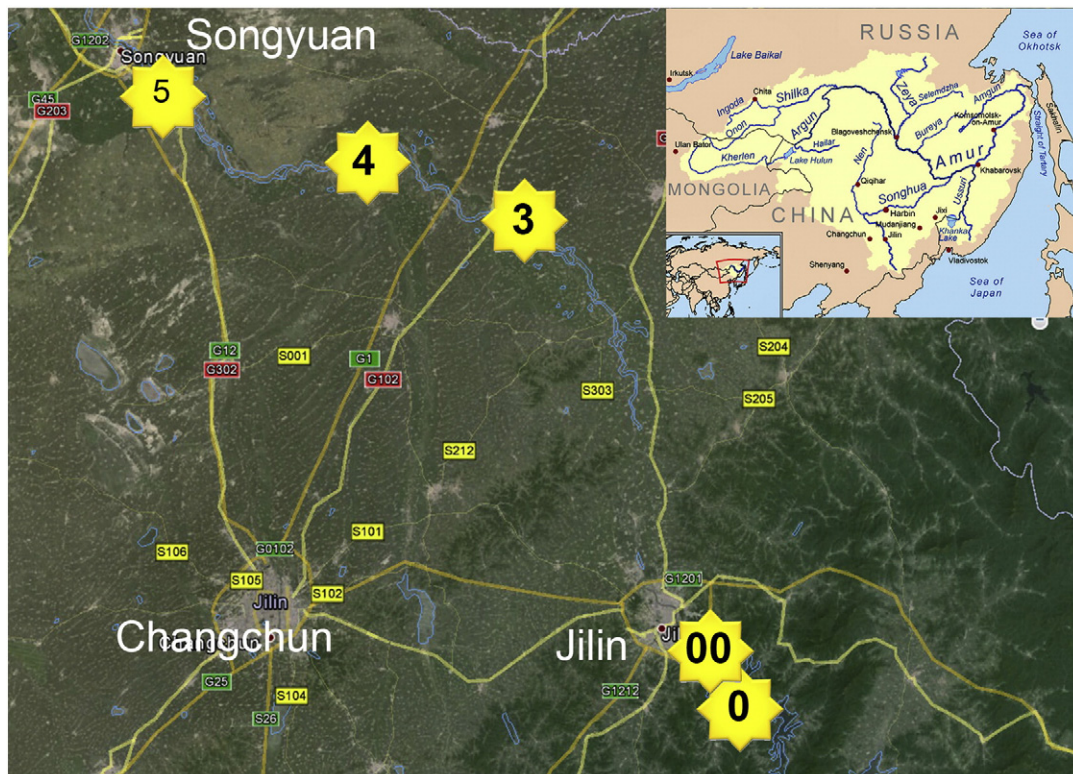 Songyuan
G1202
Songyuan
5
G45
G203
4
3
G12
G302
S001
G1
G102
S303
S204
S205
S212
S106
S101
G0102
S105
S102
Jilin
Changchun
G25
S104
S26
G1201
Jilin
00
0
G1212
RUSSIA
Sea of
Okhotsk
Lake Baikal
Irkutsk
Chita
Ingoda
Shilka
Onon
Argun
Zeya
Selemdzha
Amgun
Bureya
Komsomolsk-
on-Amur
Sakhalin
Straight of Tartary
Blagoveshchensk
Ulan Bator
Kherlen
Hailar
Lake Hulun
Nen
Amur
Khabarovsk
MONGOLIA
Qiqihar
Songhua
Ussuri
CHINA
Harbin
Jixi
Mudanjiang
Changchun
Jilin
Khanka
Lake
Vladivostok
Shenyang
Sea of
Japan